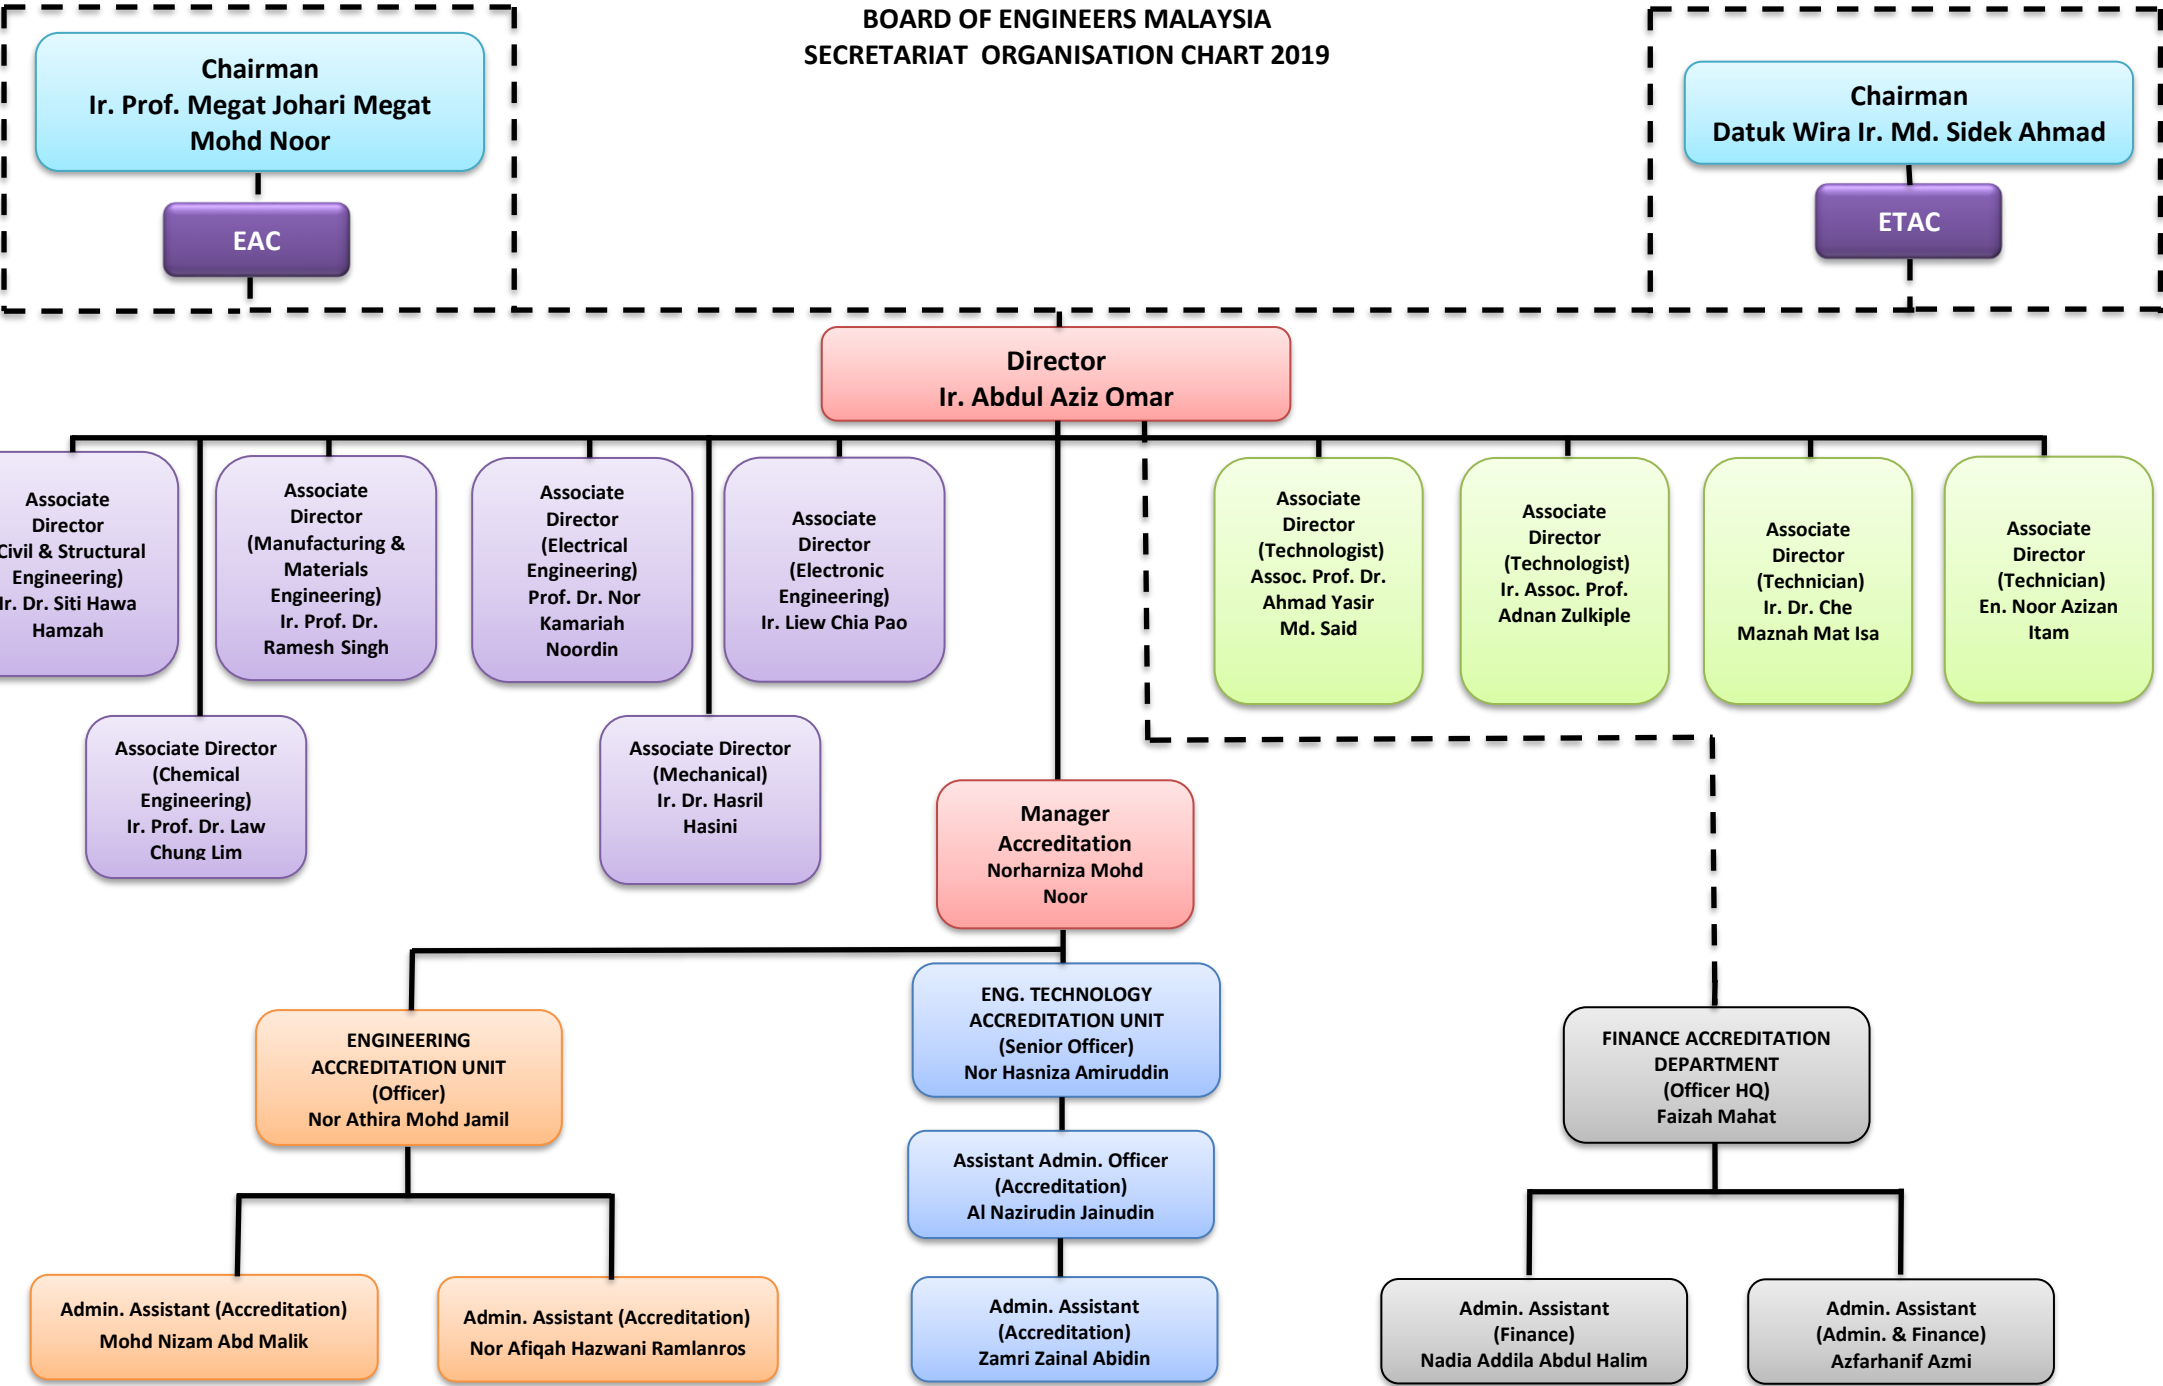 BOARD OF ENGINEERS MALAYSIA
SECRETARIAT ORGANISATION CHART 2019
Chairman
Ir. Prof. Megat Johari Megat
Mohd Noor
EAC
Chairman
Datuk Wira Ir. Md. Sidek Ahmad
ETAC
Director
Ir. Abdul Aziz Omar
Associate
Director
Civil & Structural
Engineering)
Ir. Dr. Siti Hawa
Hamzah
Associate
Director
(Manufacturing &
Materials
Engineering)
Ir. Prof. Dr.
Ramesh Singh
Associate
Director
(Electrical
Engineering)
Prof. Dr. Nor
Kamariah
Noordin
Associate
Director
(Electronic
Engineering)
Ir. Liew Chia Pao
Associate
Director
(Technologist)
Assoc. Prof. Dr.
Ahmad Yasir
Md. Said
Associate
Director
(Technologist)
Ir. Assoc. Prof.
Adnan Zulkiple
Associate
Director
(Technician)
Ir. Dr. Che
Maznah Mat Isa
Associate
Director
(Technician)
En. Noor Azizan
Itam
Associate Director
(Chemical
Engineering)
Ir. Prof. Dr. Law
Chung Lim
Associate Director
(Mechanical)
Ir. Dr. Hasril
Hasini
Manager
Accreditation
Norharniza Mohd
Noor
ENGINEERING
ACCREDITATION UNIT
(Officer)
Nor Athira Mohd Jamil
ENG. TECHNOLOGY
ACCREDITATION UNIT
(Senior Officer)
Nor Hasniza Amiruddin
FINANCE ACCREDITATION
DEPARTMENT
(Officer HQ)
Faizah Mahat
Assistant Admin. Officer
(Accreditation)
Al Nazirudin Jainudin
Admin. Assistant (Accreditation)
Mohd Nizam Abd Malik
Admin. Assistant (Accreditation)
Nor Afiqah Hazwani Ramlanros
Admin. Assistant
(Accreditation)
Zamri Zainal Abidin
Admin. Assistant
(Finance)
Nadia Addila Abdul Halim
Admin. Assistant
(Admin. & Finance)
Azfarhanif Azmi